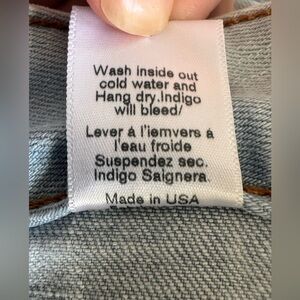 Wash inside out
cold water and
Hang dry.Indigo
will bleed/
Lever á l'iemvers á
l'eau froide
Suspendez sec.
Indigo Saignera.
Made in USA